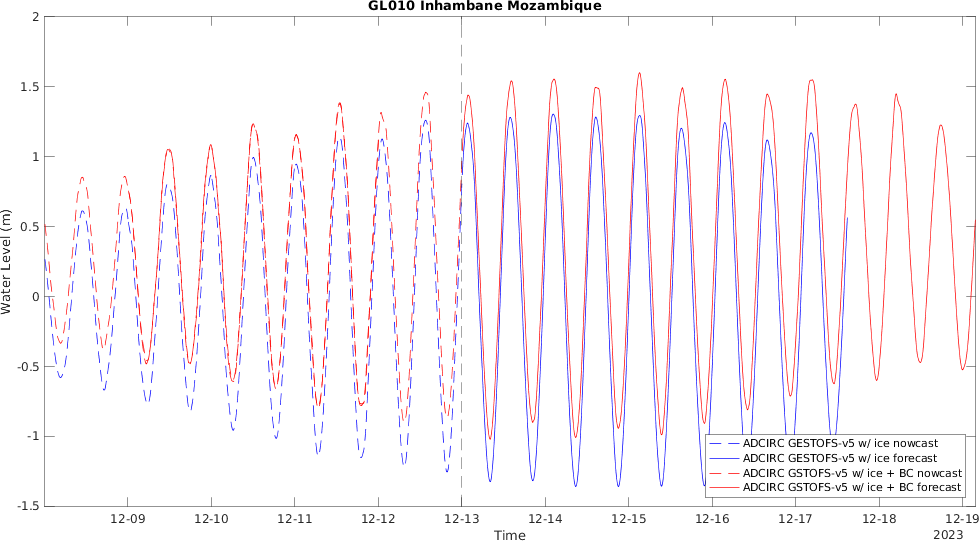 GL010 Inhambane Mozambique
2
1.5
1
0.5
0
-0.5
-1
-1.5
Water Level (m)
ADCIRC GESTOFS-v5 w/ ice nowcast
ADCIRC GESTOFS-v5 w/ ice forecast
ADCIRC GSTOFS-v5 w/ ice + BC nowcast
ADCIRC GSTOFS-v5 w/ ice + BC forecast
12-09 12-10 12-11 12-12 12-13 12-14 12-15 12-16 12-17 12-18 12-19
Time
2023